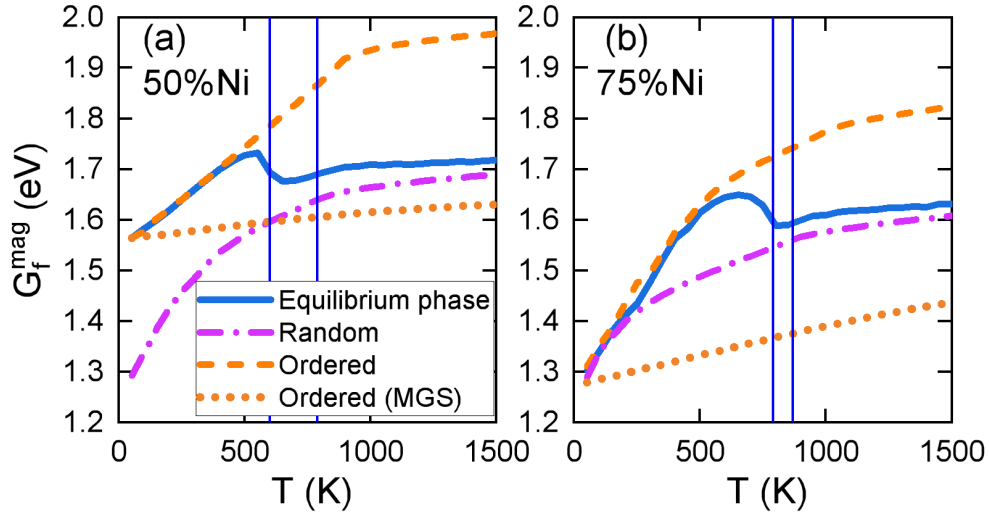 (a)
50%Ni
2.0
1.9
1.8
1.7
1.6
1.5
1.4
1.3
1.2
G_f^mag (eV)
Equilibrium phase
Random
Ordered
Ordered (MGS)
0 500 1000 1500
T (K)
(b)
75%Ni
2.0
1.9
1.8
1.7
1.6
1.5
1.4
1.3
1.2
0 500 1000 1500
T (K)